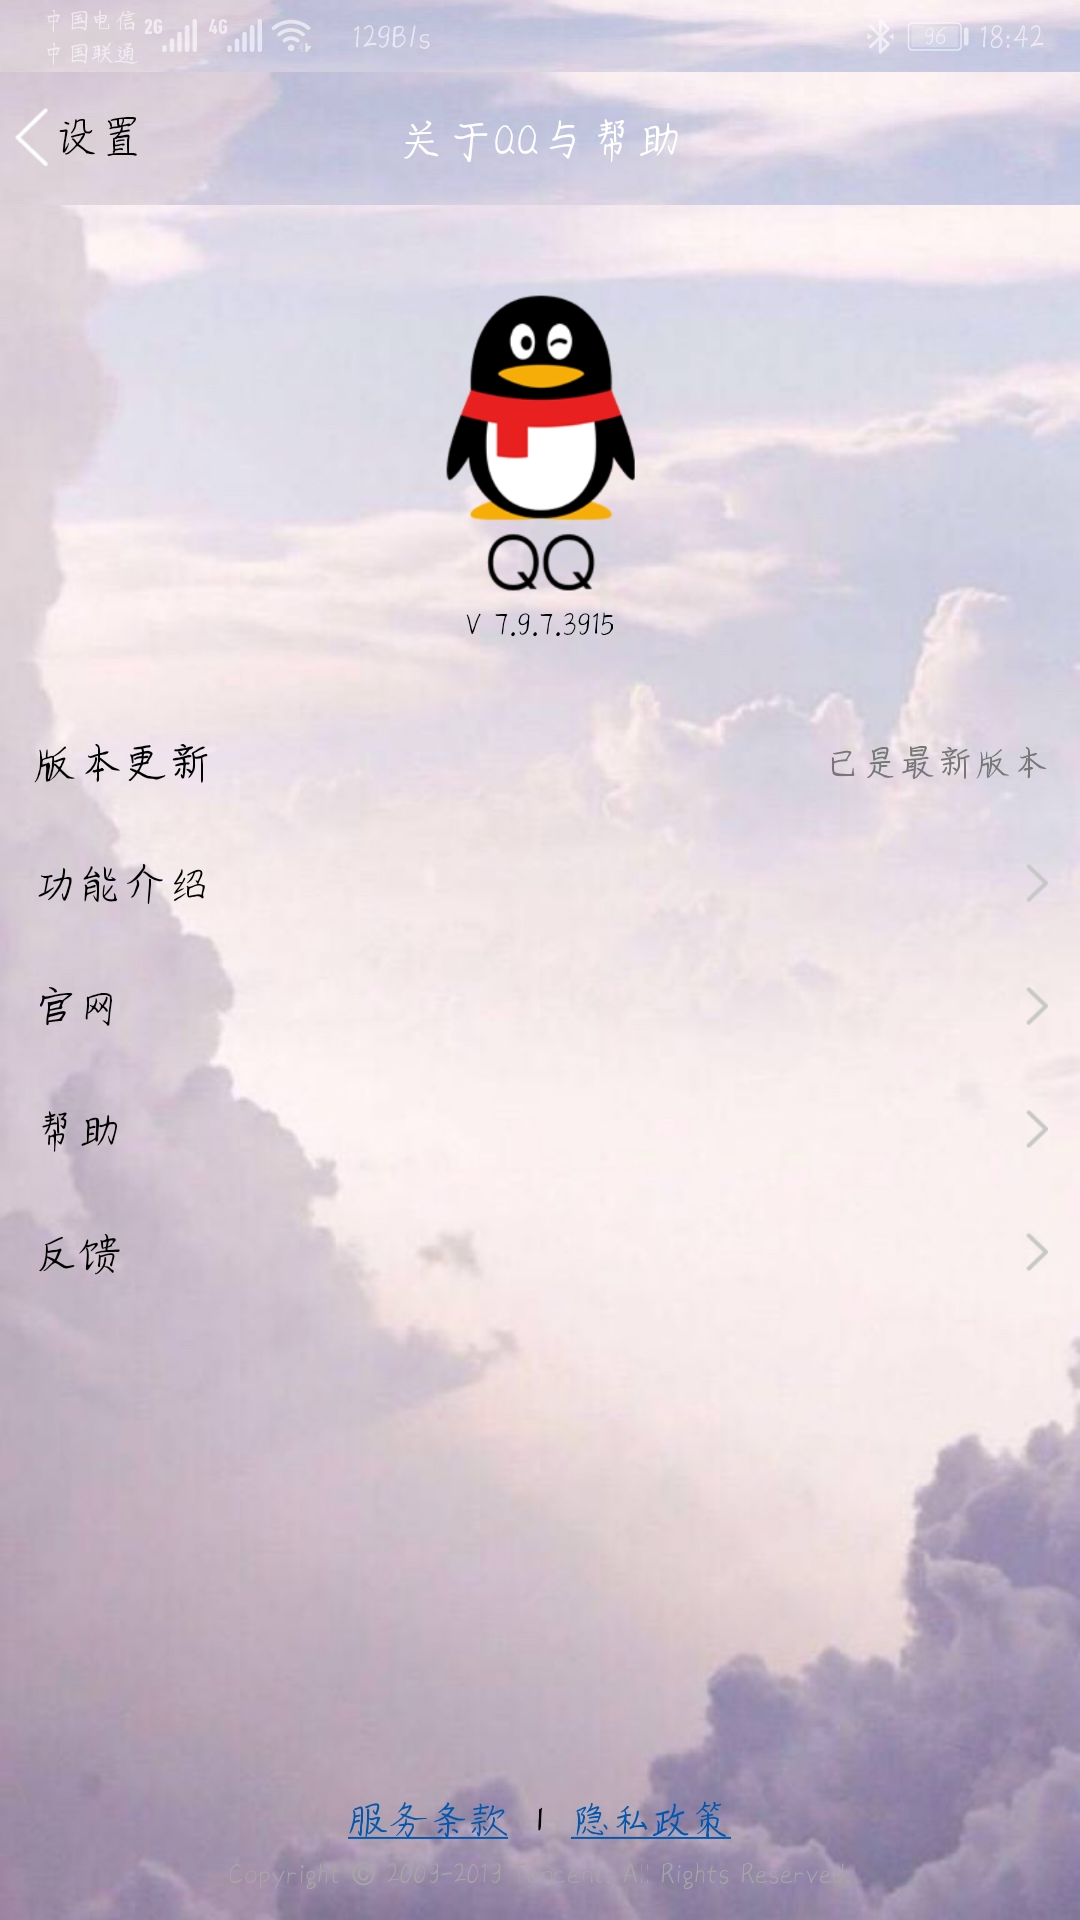 中国电信 2G 4G 129B/s 96 18:42
中国联通
设置 关于QQ与帮助
QQ
V 7.9.7.3915
版本更新 已是最新版本
功能介绍
官网
帮助
反馈
服务条款 | 隐私政策
Copyright © 2009-2013 Tencent All Rights Reserved